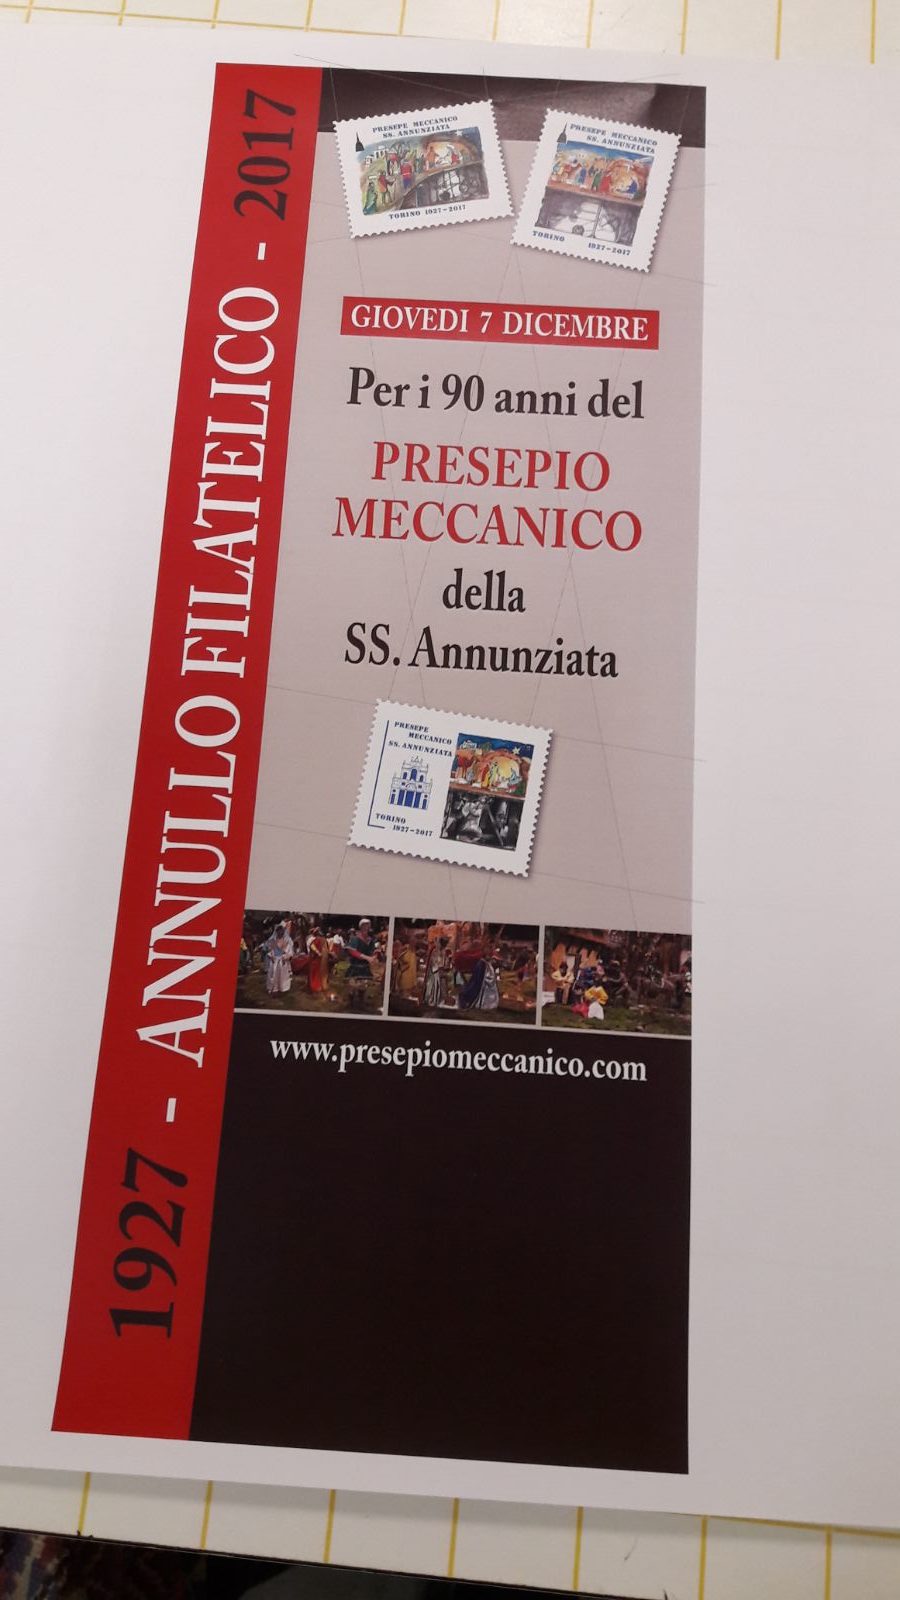 1927 - ANNULLO FILATELICO - 2017
PRESEPE MECCANICO
SS. ANNUNZIATA
TORINO 1927-2017
PRESEPE MECCANICO
SS. ANNUNZIATA
TORINO 1927-2017
GIOVEDI 7 DICEMBRE
Per i 90 anni del
PRESEPIO
MECCANICO
della
SS. Annunziata
PRESEPE
MECCANICO
SS. ANNUNZIATA
TORINO
1927-2017
www.presepiomeccanico.com